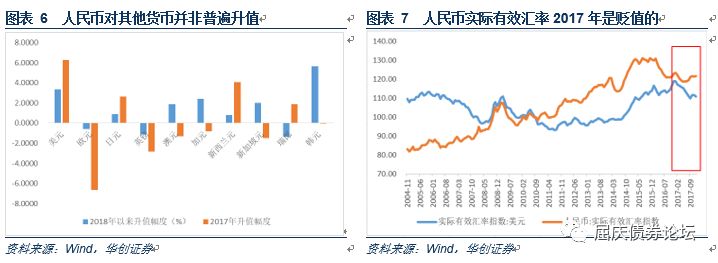 图表 6 人民币对其他货币并非普遍升值
8.0000
6.0000
4.0000
2.0000
0.0000
-2.0000
-4.0000
-6.0000
-8.0000
美元
欧元
日元
英镑
澳元
加元
新西兰元
新加坡元
瑞郎
韩元
2018年以来升值幅度（%）
2017年升值幅度
资料来源：Wind，华创证券
图表 7 人民币实际有效汇率 2017 年是贬值的
140.00
130.00
120.00
110.00
100.00
90.00
80.00
70.00
2004-11
2005-06
2006-01
2006-08
2007-03
2007-10
2008-05
2008-12
2009-07
2010-02
2010-09
2011-04
2011-11
2012-06
2013-01
2013-08
2014-03
2014-10
2015-05
2015-12
2016-07
2017-02
2017-09
实际有效汇率指数:美元
人民币:实际有效汇率指数
资料来源：Wind，华创证券
屈庆债券论坛